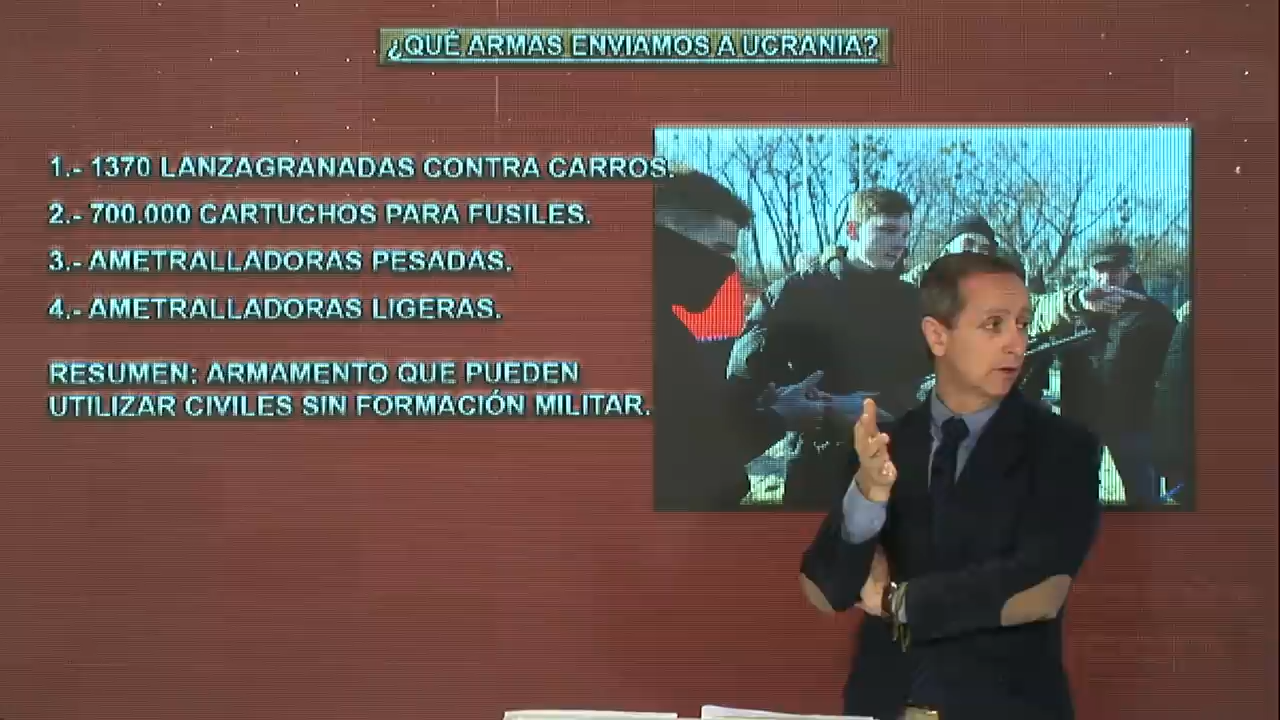 ¿QUÉ ARMAS ENVIAMOS A UCRANIA?
1.- 1370 LANZAGRANADAS CONTRA CARROS.
2.- 700.000 CARTUCHOS PARA FUSILES.
3.- AMETRALLADORAS PESADAS.
4.- AMETRALLADORAS LIGERAS.
RESUMEN: ARMAMENTO QUE PUEDEN
UTILIZAR CIVILES SIN FORMACIÓN MILITAR.